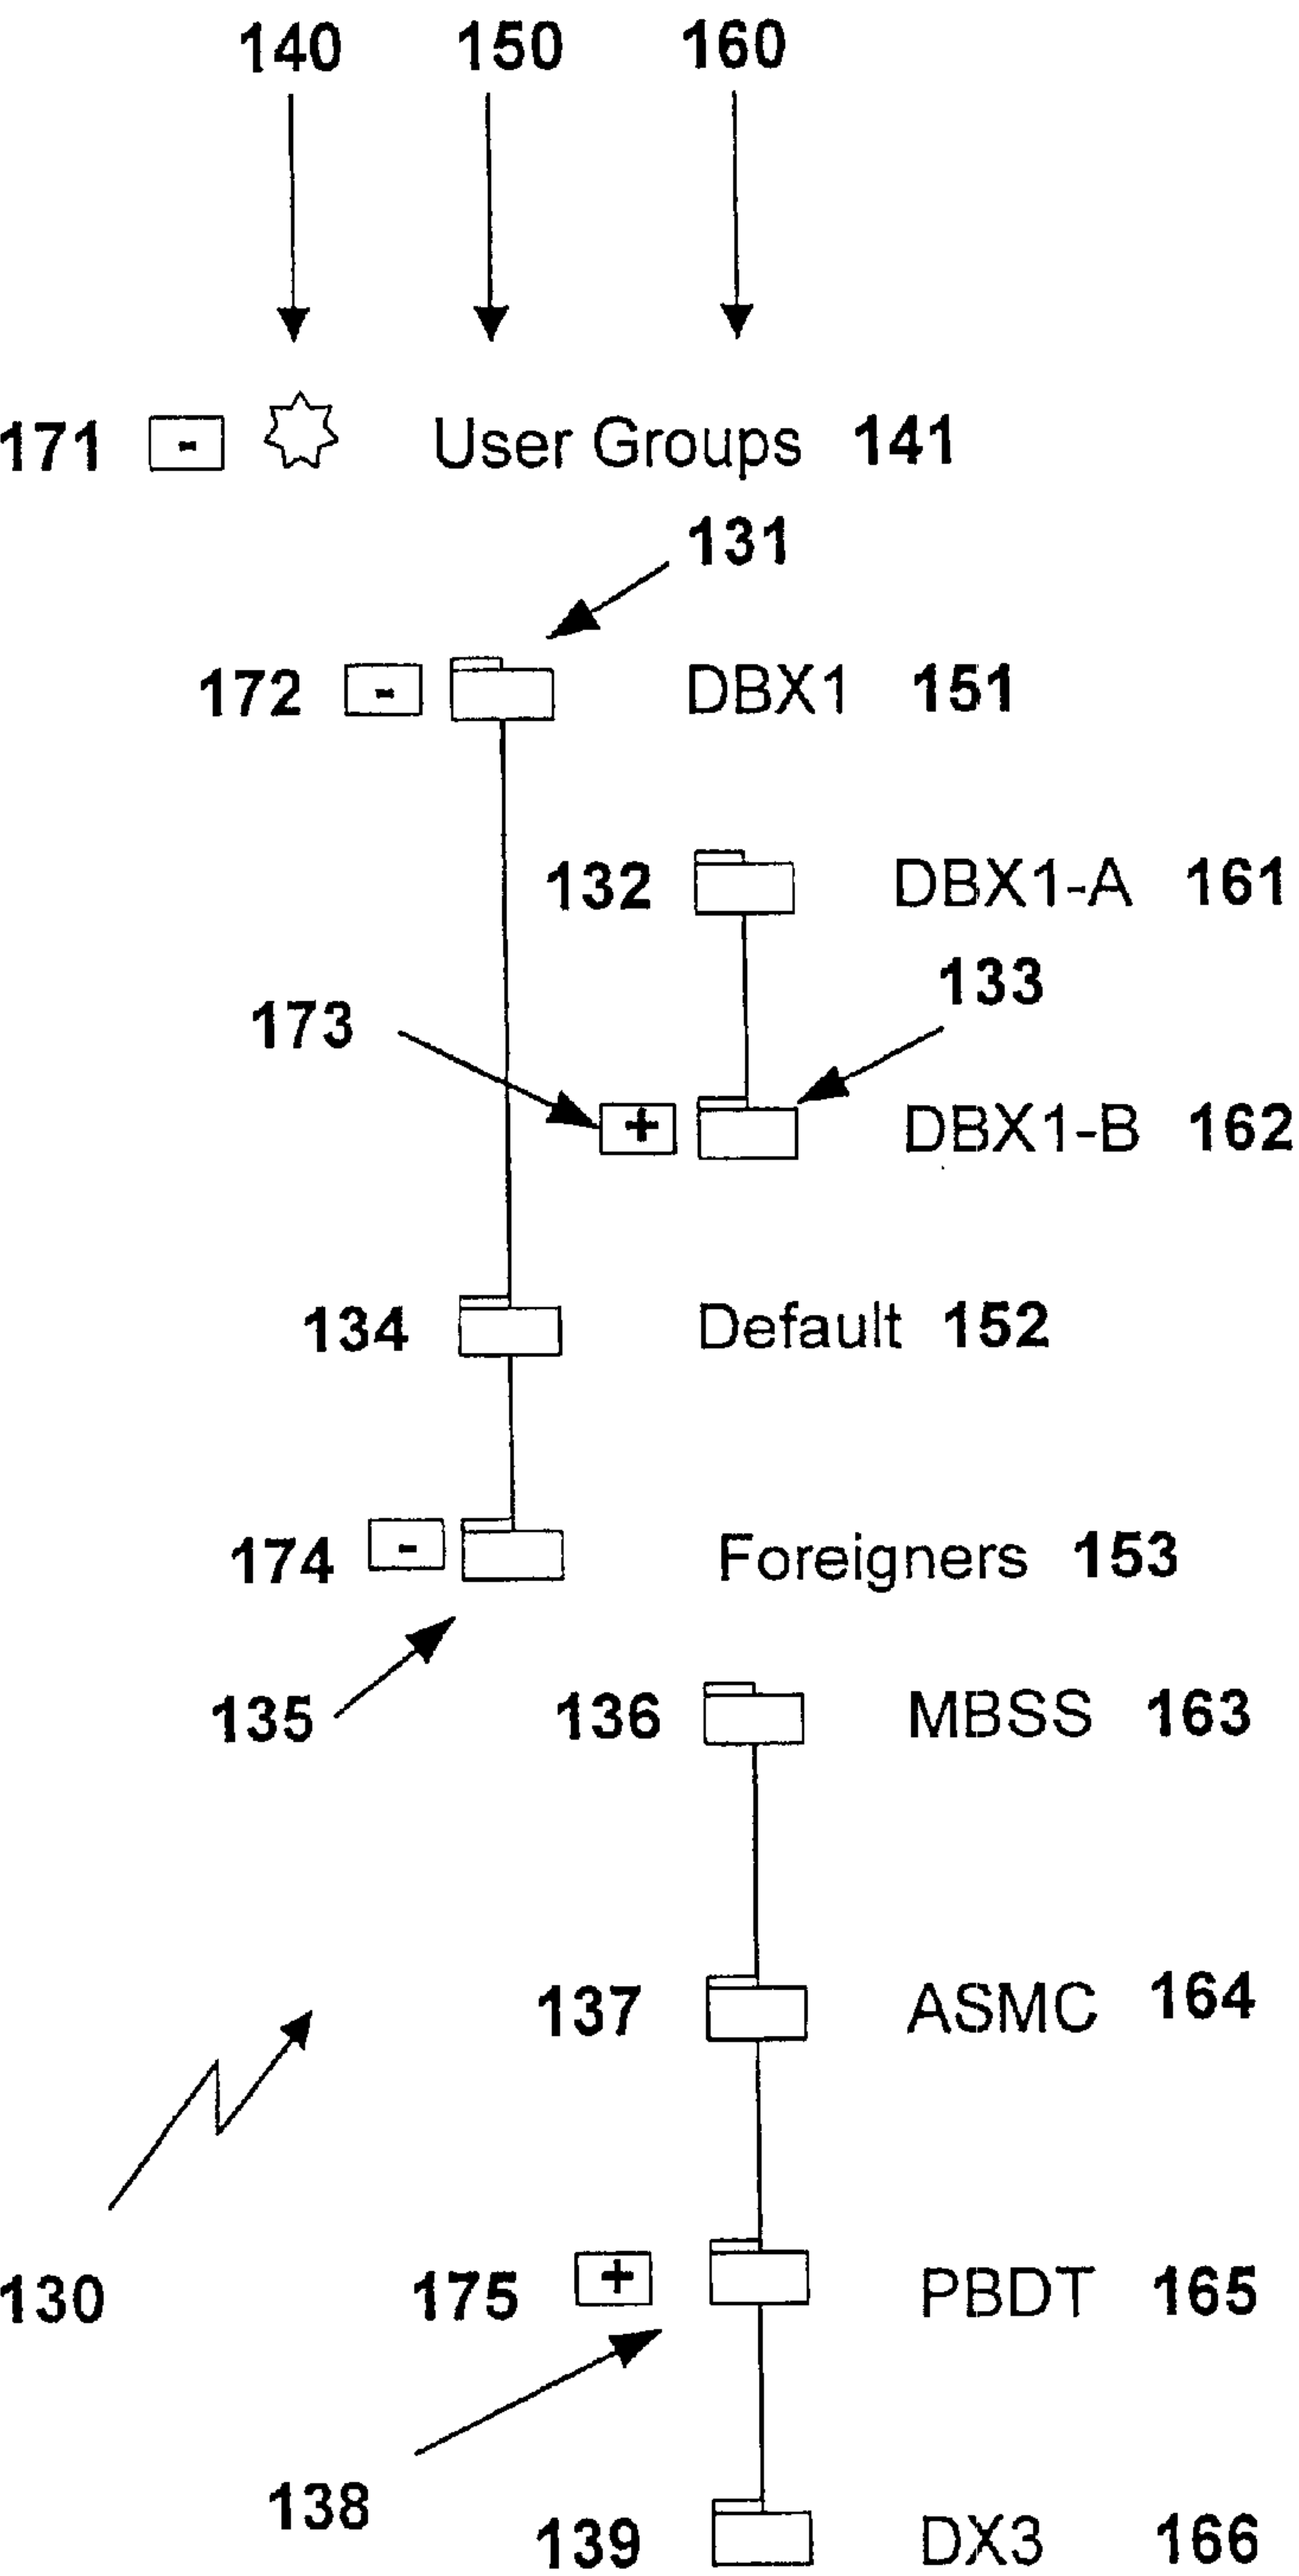 140 150 160
171 - User Groups 141
131
172 - DBX1 151
132 DBX1-A 161
133
173
+ DBX1-B 162
134 Default 152
174 - Foreigners 153
135 136 MBSS 163
137 ASMC 164
130 175 + PBDT 165
138
139 DX3 166